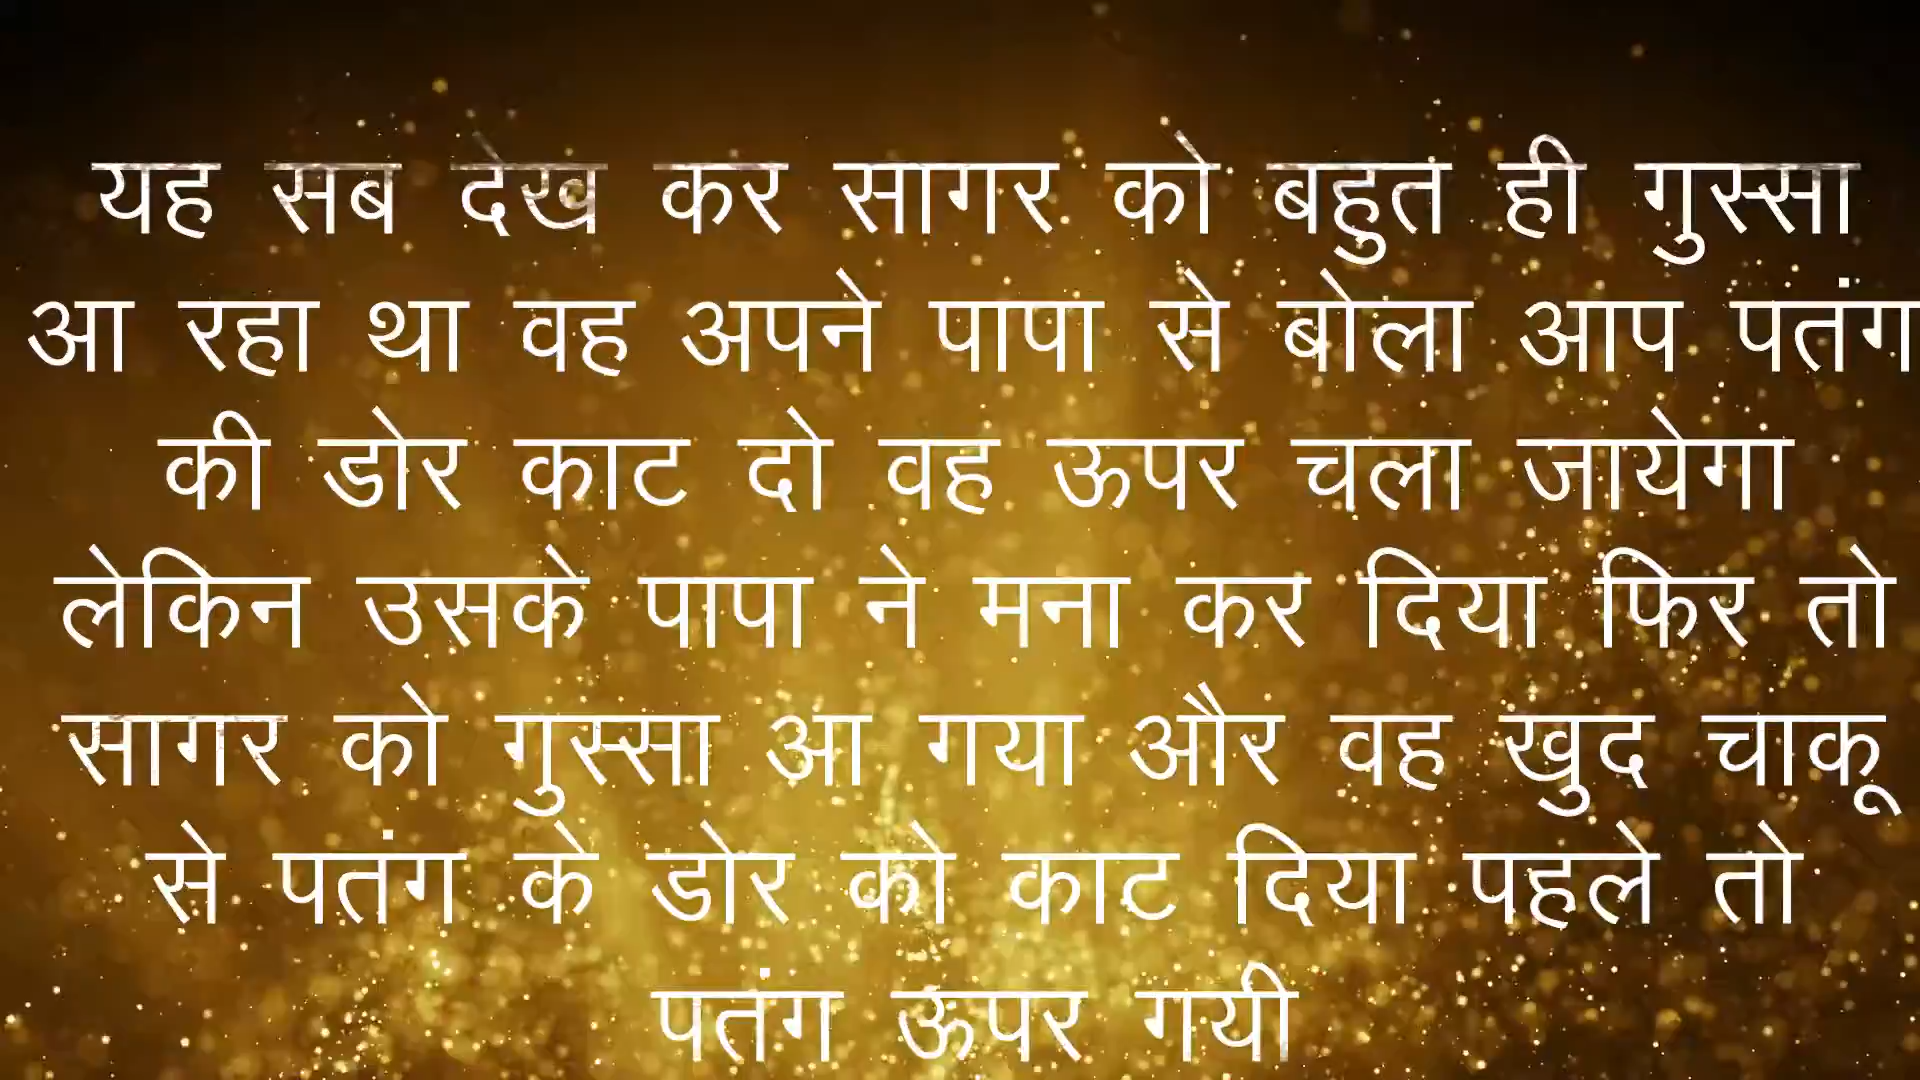 यह सब देख कर सागर को बहुत ही गुस्सा
आ रहा था वह अपने पापा से बोला आप पतंग
की डोर काट दो वह ऊपर चला जायेगा
लेकिन उसके पापा ने मना कर दिया फिर तो
सागर को गुस्सा आ गया और वह खुद चाकू
से पतंग के डोर को काट दिया पहले तो
पतंग ऊपर गयी